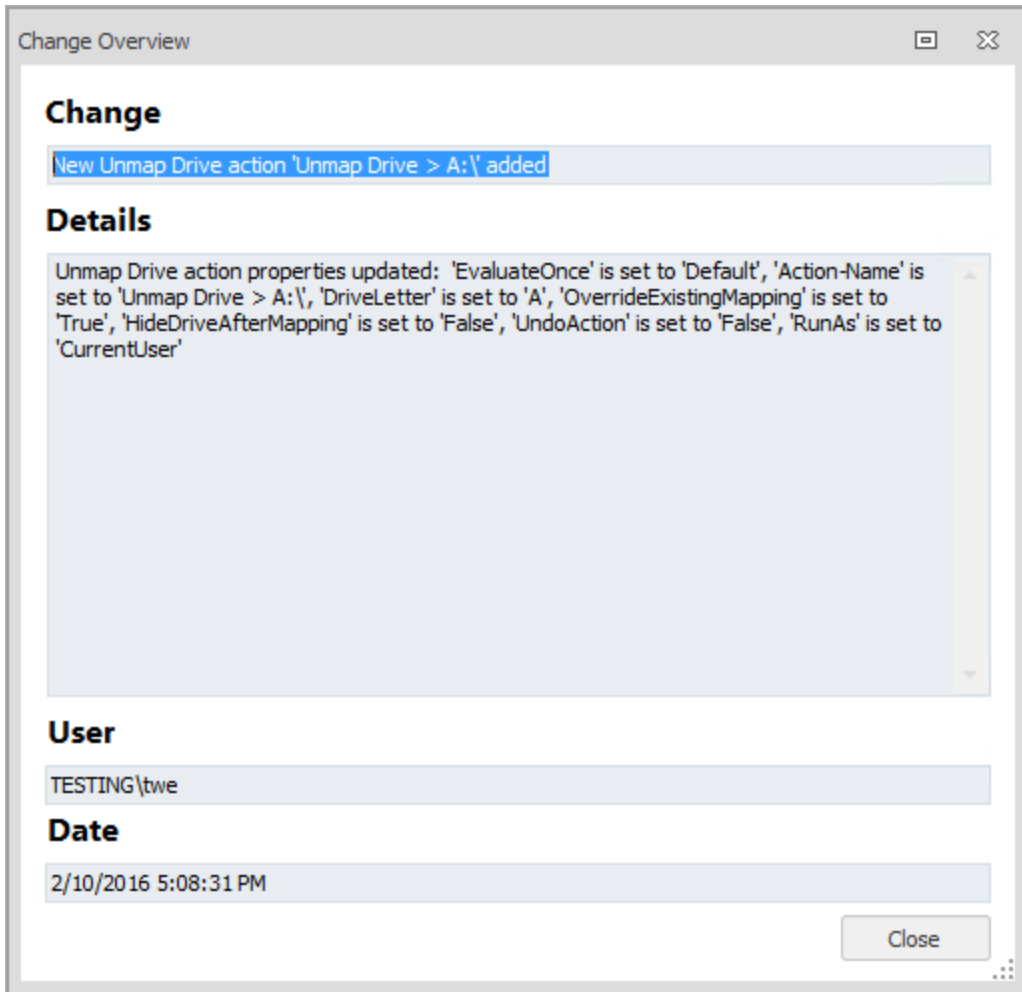 Change Overview
Change
New Unmap Drive action 'Unmap Drive > A:\' added
Details
Unmap Drive action properties updated:  'EvaluateOnce' is set to 'Default', 'Action-Name' is
set to 'Unmap Drive > A:\', 'DriveLetter' is set to 'A', 'OverrideExistingMapping' is set to
'True', 'HideDriveAfterMapping' is set to 'False', 'UndoAction' is set to 'False', 'RunAs' is set to
'CurrentUser'
User
TESTING\twe
Date
2/10/2016 5:08:31 PM
Close